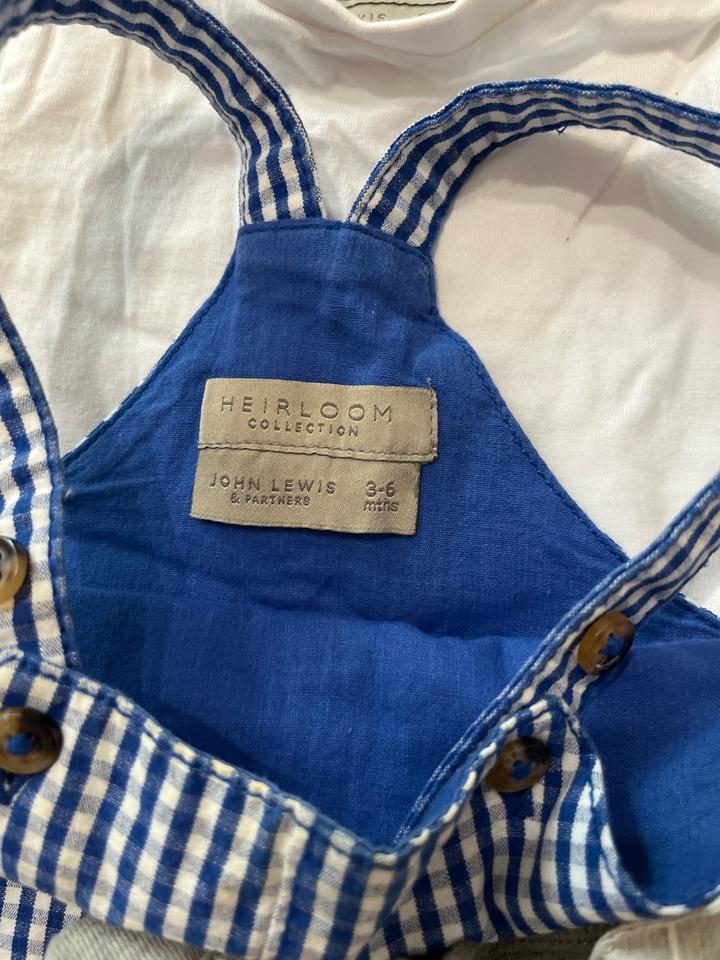 HEIRLOOM
COLLECTION
JOHN LEWIS
& PARTNERS
3-6
mths